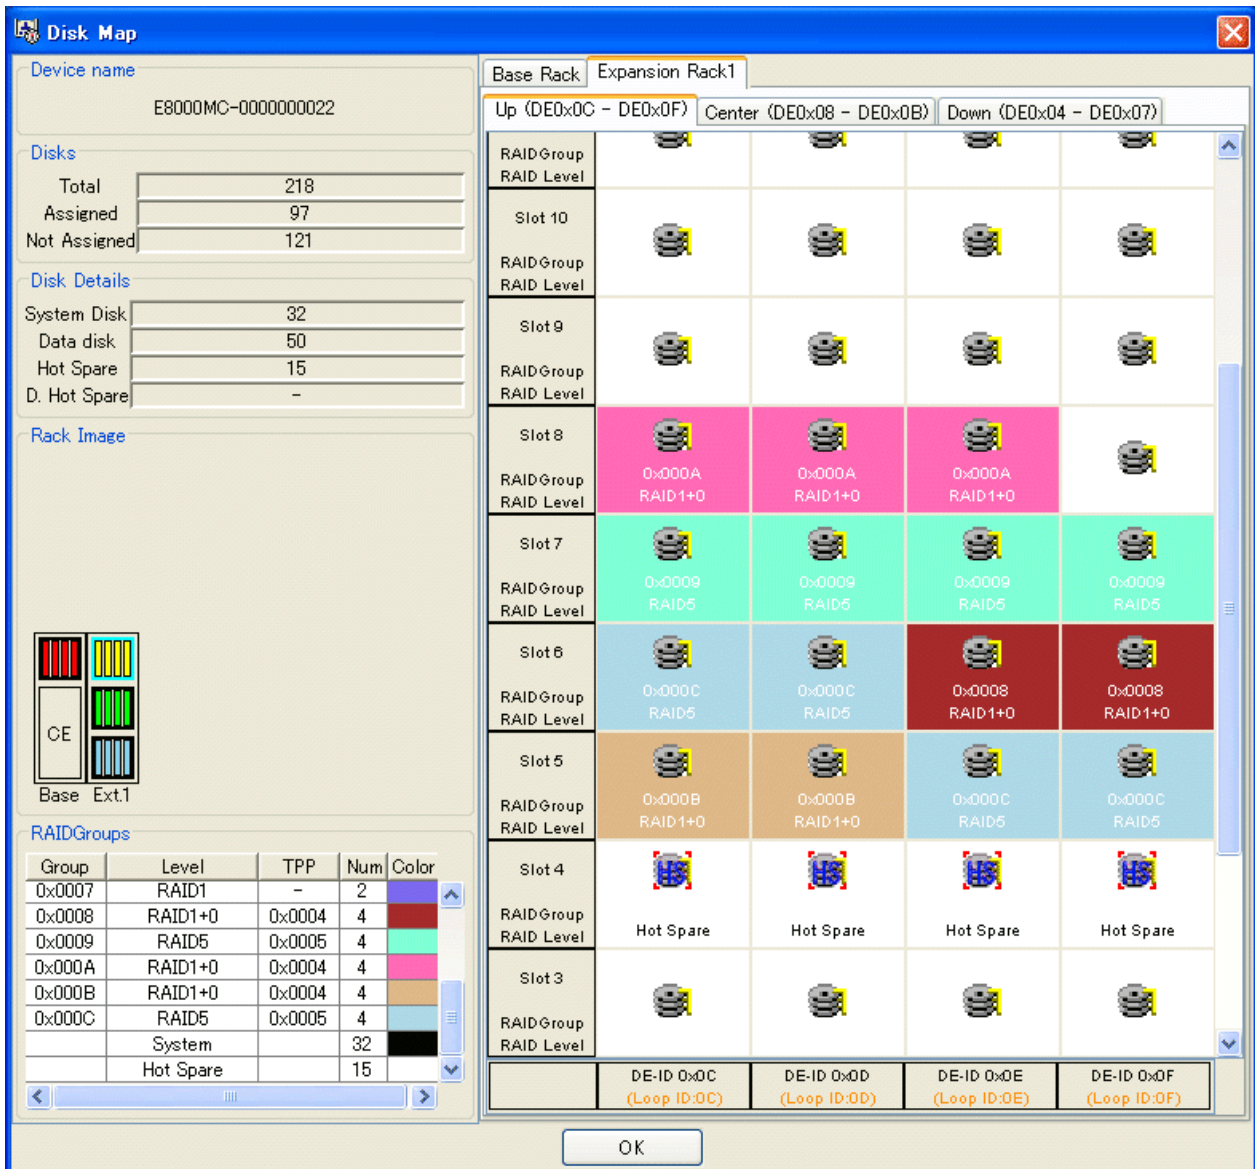 Disk Map
Device name
E8000MC-0000000022
Disks
Total 218
Assigned 97
Not Assigned 121
Disk Details
System Disk 32
Data disk 50
Hot Spare 15
D. Hot Spare -
Rack Image
CE
Base Ext.1
RAIDGroups
Group Level TPP Num Color
0x0007 RAID1 - 2
0x0008 RAID1+0 0x0004 4
0x0009 RAID5 0x0005 4
0x000A RAID1+0 0x0004 4
0x000B RAID1+0 0x0004 4
0x000C RAID5 0x0005 4
System 32
Hot Spare 15
Base Rack Expansion Rack1
Up (DE0x0C - DE0x0F) Center (DE0x08 - DE0x0B) Down (DE0x04 - DE0x07)
RAIDGroup
RAID Level
Slot 10
RAIDGroup
RAID Level
Slot 9
RAIDGroup
RAID Level
Slot 8
RAIDGroup 0x000A 0x000A 0x000A
RAID Level RAID1+0 RAID1+0 RAID1+0
Slot 7
RAIDGroup 0x0009 0x0009 0x0009 0x0009
RAID Level RAID5 RAID5 RAID5 RAID5
Slot 6
RAIDGroup 0x000C 0x000C 0x0008 0x0008
RAID Level RAID5 RAID5 RAID1+0 RAID1+0
Slot 5
RAIDGroup 0x000B 0x000B 0x000C 0x000C
RAID Level RAID1+0 RAID1+0 RAID5 RAID5
Slot 4 HS HS HS HS
RAIDGroup
RAID Level Hot Spare Hot Spare Hot Spare Hot Spare
Slot 3
RAIDGroup
RAID Level
DE-ID 0x0C DE-ID 0x0D DE-ID 0x0E DE-ID 0x0F
(Loop ID:0C) (Loop ID:0D) (Loop ID:0E) (Loop ID:0F)
OK